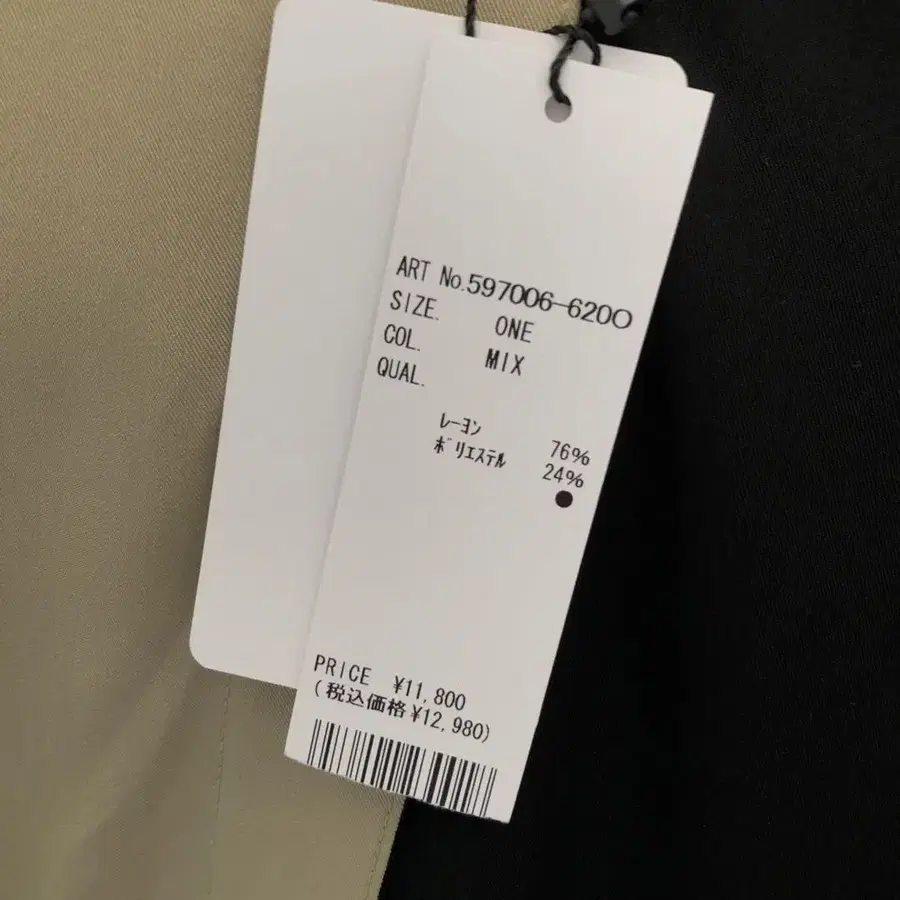 ART No.597006-6200
SIZE. ONE
COL. MIX
QUAL.
ﾚｰﾖﾝ 76%
ﾎﾟﾘｴｽﾃﾙ 24%
PRICE ¥11,800
(税込価格¥12,980)